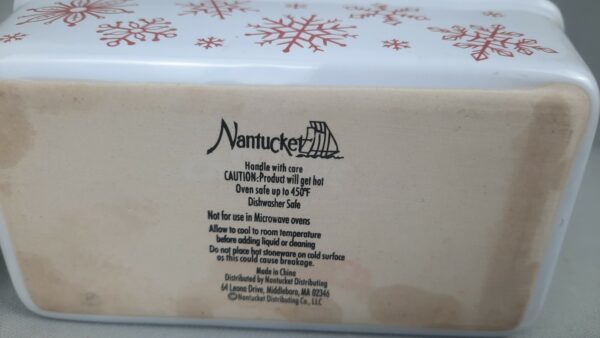 Nantucket
Handle with care
CAUTION:Product will get hot
Oven safe up to 450°F
Dishwasher Safe
Not for use in Microwave ovens
Allow to cool to room temperature
before adding liquid or cleaning
Do not place hot stoneware on cold surface
as this could cause breakage.
Made in China
Distributed by Nantucket Distributing
64 Leona Drive, Middleboro, MA 02346
©Nantucket Distributing Co., LLC